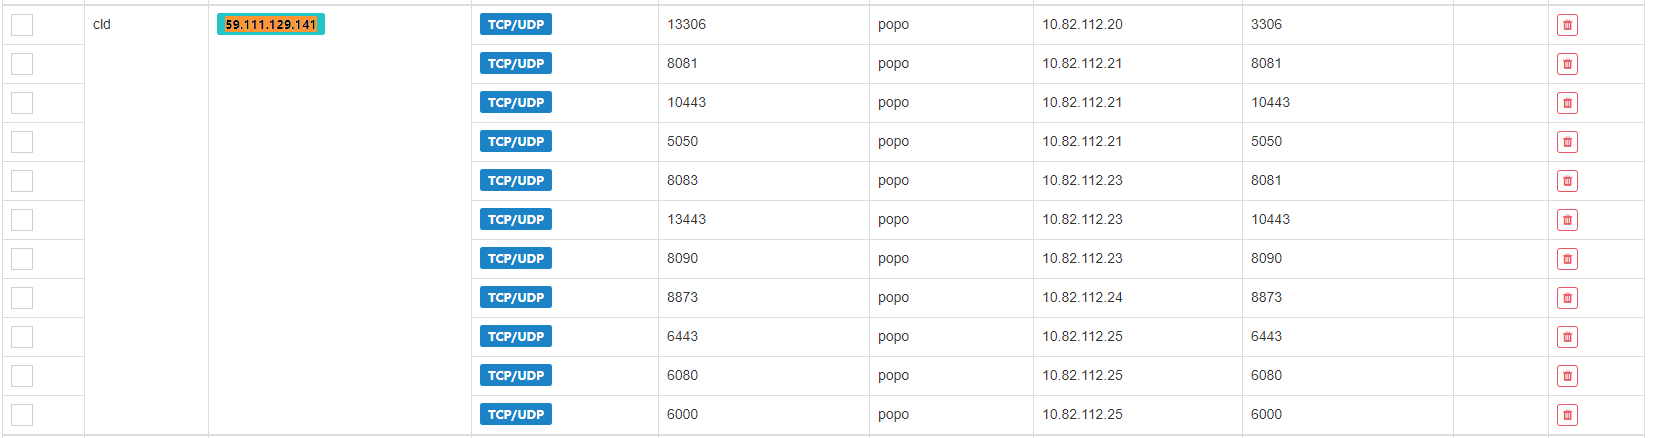 cld 59.111.129.141 TCP/UDP 13306 popo 10.82.112.20 3306
TCP/UDP 8081 popo 10.82.112.21 8081
TCP/UDP 10443 popo 10.82.112.21 10443
TCP/UDP 5050 popo 10.82.112.21 5050
TCP/UDP 8083 popo 10.82.112.23 8081
TCP/UDP 13443 popo 10.82.112.23 10443
TCP/UDP 8090 popo 10.82.112.23 8090
TCP/UDP 8873 popo 10.82.112.24 8873
TCP/UDP 6443 popo 10.82.112.25 6443
TCP/UDP 6080 popo 10.82.112.25 6080
TCP/UDP 6000 popo 10.82.112.25 6000